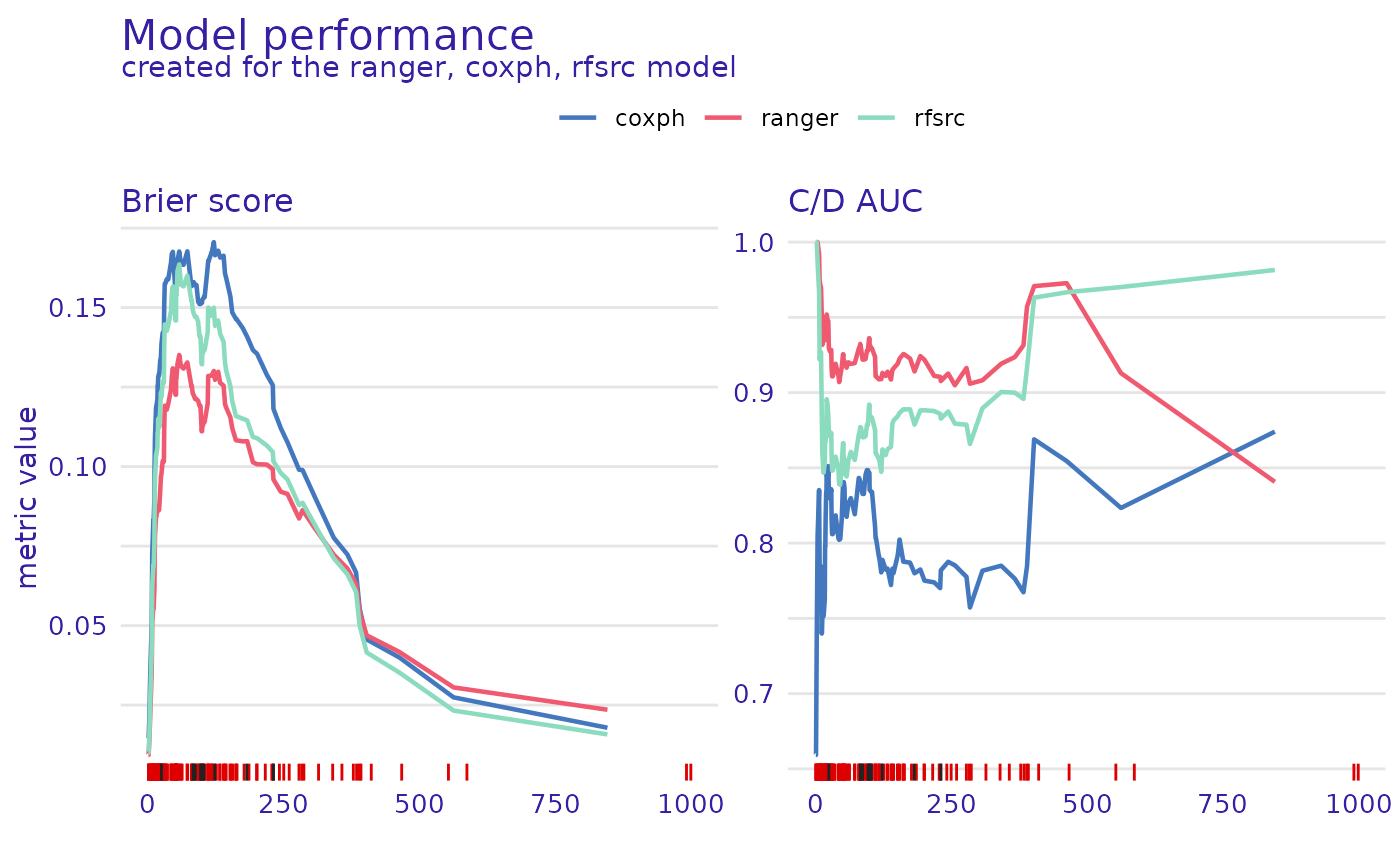 Model performance
created for the ranger, coxph, rfsrc model
coxph ranger rfsrc
Brier score
C/D AUC
metric value
0.15
0.10
0.05
0 250 500 750 1000
1.0
0.9
0.8
0.7
0 250 500 750 1000